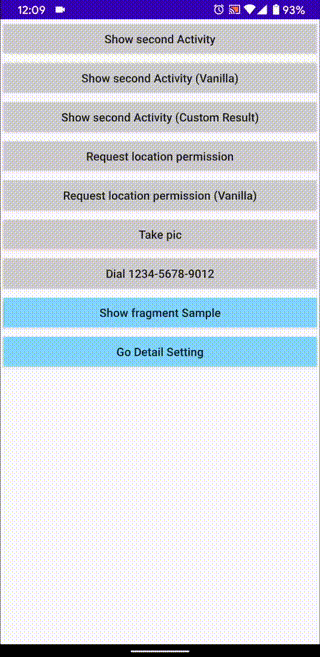 12:09 93%
Show second Activity
Show second Activity (Vanilla)
Show second Activity (Custom Result)
Request location permission
Request location permission (Vanilla)
Take pic
Dial 1234-5678-9012
Show fragment Sample
Go Detail Setting